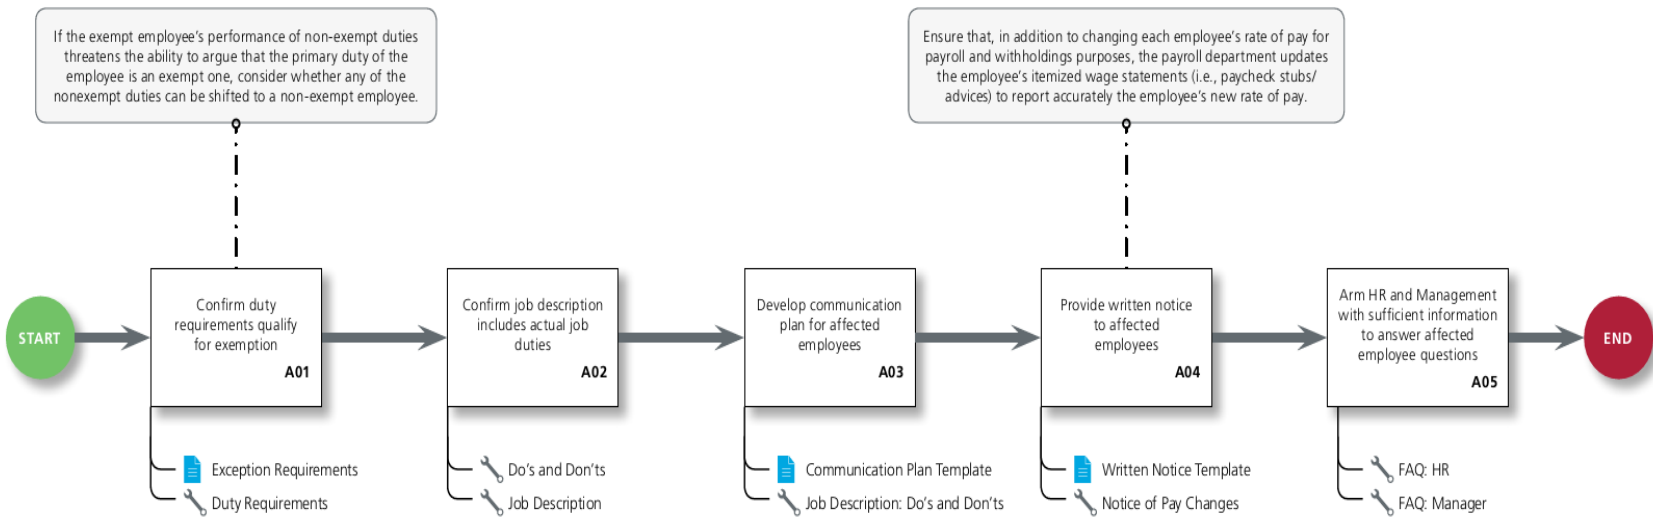 If the exempt employee's performance of non-exempt duties
threatens the ability to argue that the primary duty of the
employee is an exempt one, consider whether any of the
nonexempt duties can be shifted to a non-exempt employee.
Ensure that, in addition to changing each employee's rate of pay for
payroll and withholdings purposes, the payroll department updates
the employee's itemized wage statements (i.e., paycheck stubs/
advices) to report accurately the employee's new rate of pay.
START
Confirm duty
requirements qualify
for exemption
A01
Confirm job description
includes actual job
duties
A02
Develop communication
plan for affected
employees
A03
Provide written notice
to affected
employees
A04
Arm HR and Management
with sufficient information
to answer affected
employee questions
A05
END
Exception Requirements
Duty Requirements
Do's and Don'ts
Job Description
Communication Plan Template
Job Description: Do's and Don'ts
Written Notice Template
Notice of Pay Changes
FAQ: HR
FAQ: Manager